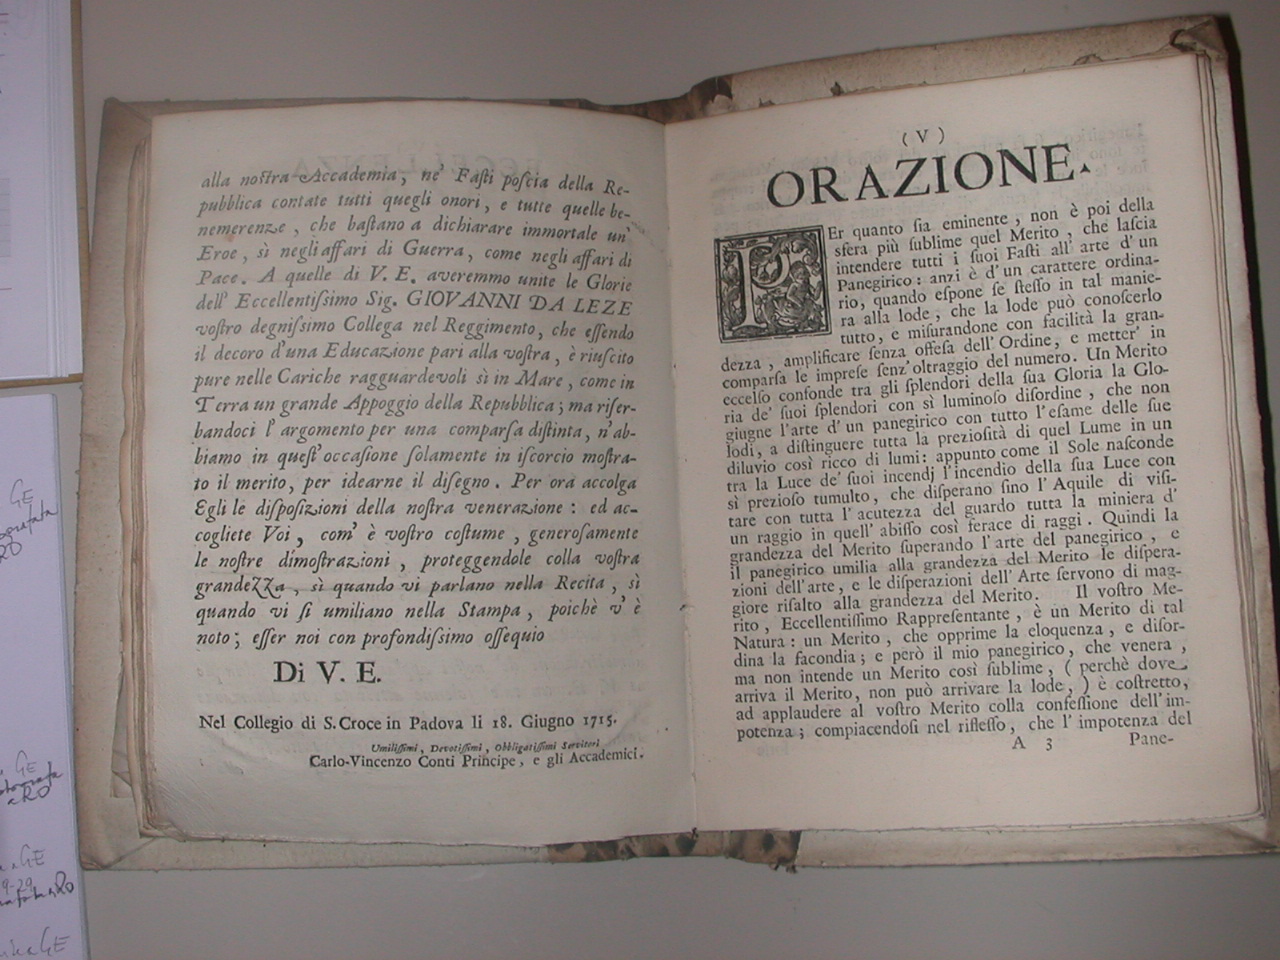 alla noſtra Accademia, ne' Faſti poſcia della Re-
pubblica contate tutti quegli onori, e tutte quelle be-
nemerenze, che baſtano a dichiarare immortale un'
Eroe, sì negli affari di Guerra, come negli affari di
Pace. A quelle di V. E. averemmo unite le Glorie
dell' Eccellentiſsimo Sig. GIOVANNI DA LEZE
voſtro degniſsimo Collega nel Reggimento, che eſſendo
il decoro d'una Educazione pari alla voſtra, è riuſcito
pure nelle Cariche ragguardevoli sì in Mare, come in
Terra un grande Appoggio della Repubblica; ma riſer-
bandoci l'argomento per una comparſa diſtinta, n'ab-
biamo in queſt'occaſione ſolamente in iſcorcio moſtra-
to il merito, per idearne il diſegno. Per ora accolga
Egli le diſpoſizioni della noſtra venerazione: ed ac-
cogliete Voi, com' è voſtro coſtume, generoſamente
le noſtre dimoſtrazioni, proteggendole colla voſtra
grandezza, sì quando vi parlano nella Recita, sì
quando vi ſi umiliano nella Stampa, poichè v' è
noto; eſſer noi con profondiſsimo oſſequio
Di V. E.
Nel Collegio di S. Croce in Padova li 18. Giugno 1715.
Umiliſſimi, Devotiſſimi, Obbligatiſſimi Servitori
Carlo-Vincenzo Conti Principe, e gli Accademici.
(V)
ORAZIONE.
PEr quanto ſia eminente, non è poi della
sfera più ſublime quel Merito, che laſcia
intendere tutti i ſuoi Faſti all' arte d' un
Panegirico: anzi è d'un carattere ordina-
rio, quando eſpone ſe ſteſſo in tal manie-
ra alla lode, che la lode può conoſcerlo
tutto, e miſurandone con facilità la gran-
dezza, amplificare ſenza offeſa dell' Ordine, e metter' in
comparſa le impreſe ſenz' oltraggio del numero. Un Merito
eccelſo confonde tra gli ſplendori della ſua Gloria la Glo-
ria de' ſuoi ſplendori con sì luminoſo diſordine, che non
giugne l'arte d' un panegirico con tutto l'eſame delle ſue
lodi, a diſtinguere tutta la prezioſità di quel Lume in un
diluvio così ricco di lumi: appunto come il Sole naſconde
tra la Luce de' ſuoi incendj l'incendio della ſua Luce con
sì prezioſo tumulto, che diſperano ſino l'Aquile di viſi-
tare con tutta l' acutezza del guardo tutta la miniera d'
un raggio in quell' abiſſo così ferace di raggi. Quindi la
grandezza del Merito ſuperando l'arte del panegirico, e
il panegirico umilia alla grandezza del Merito le diſpera-
zioni dell'arte, e le diſperazioni dell' Arte ſervono di mag-
giore riſalto alla grandezza del Merito. Il voſtro Me-
rito, Eccellentiſſimo Rappreſentante, è un Merito di tal
Natura: un Merito, che opprime la eloquenza, e diſor-
dina la facondia; e però il mio panegirico, che venera,
ma non intende un Merito così ſublime, (perchè dove
arriva il Merito, non può arrivare la lode,) è coſtretto,
ad applaudere al voſtro Merito colla confeſſione dell'im-
potenza; compiacendoſi nel rifleſſo, che l' impotenza del
A 3 Pane-
GE
GE
RO
GE
GE